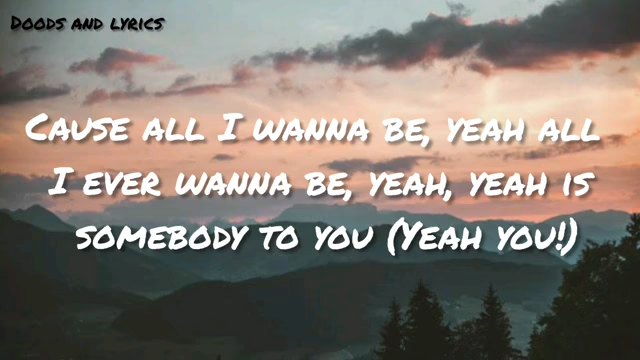 Doods and lyrics
Cause all I wanna be, yeah all
I ever wanna be, yeah, yeah is
somebody to you (Yeah you!)